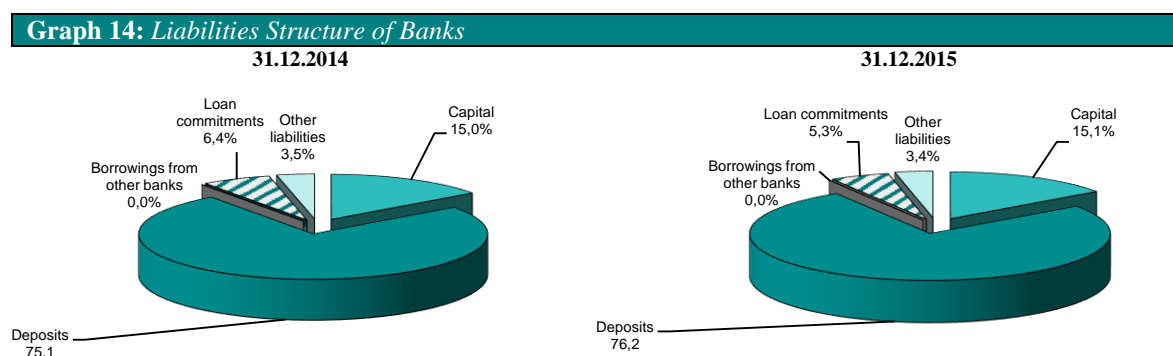 Graph 14: Liabilities Structure of Banks
31.12.2014
Loan
commitments
6,4%
Other
liabilities
3,5%
Capital
15,0%
Borrowings from
other banks
0,0%
Deposits
75,1
31.12.2015
Loan commitments
5,3%
Other
liabilities
3,4%
Capital
15,1%
Borrowings from
other banks
0,0%
Deposits
76,2